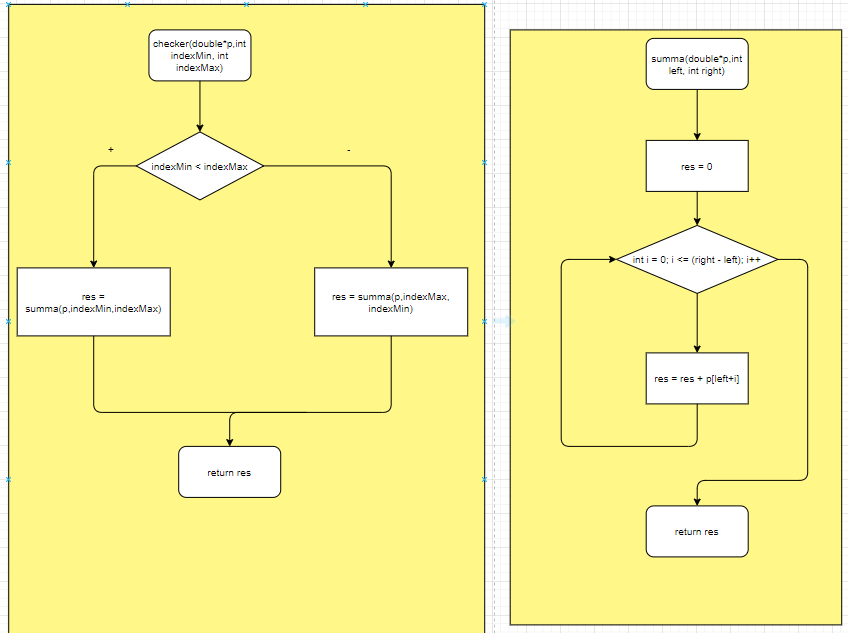 checker(double*p,int
indexMin, int
indexMax)
+
-
indexMin < indexMax
res =
summa(p,indexMin,indexMax)
res = summa(p,indexMax,
indexMin)
return res
summa(double*p,int
left, int right)
res = 0
int i = 0; i <= (right - left); i++
res = res + p[left+i]
return res